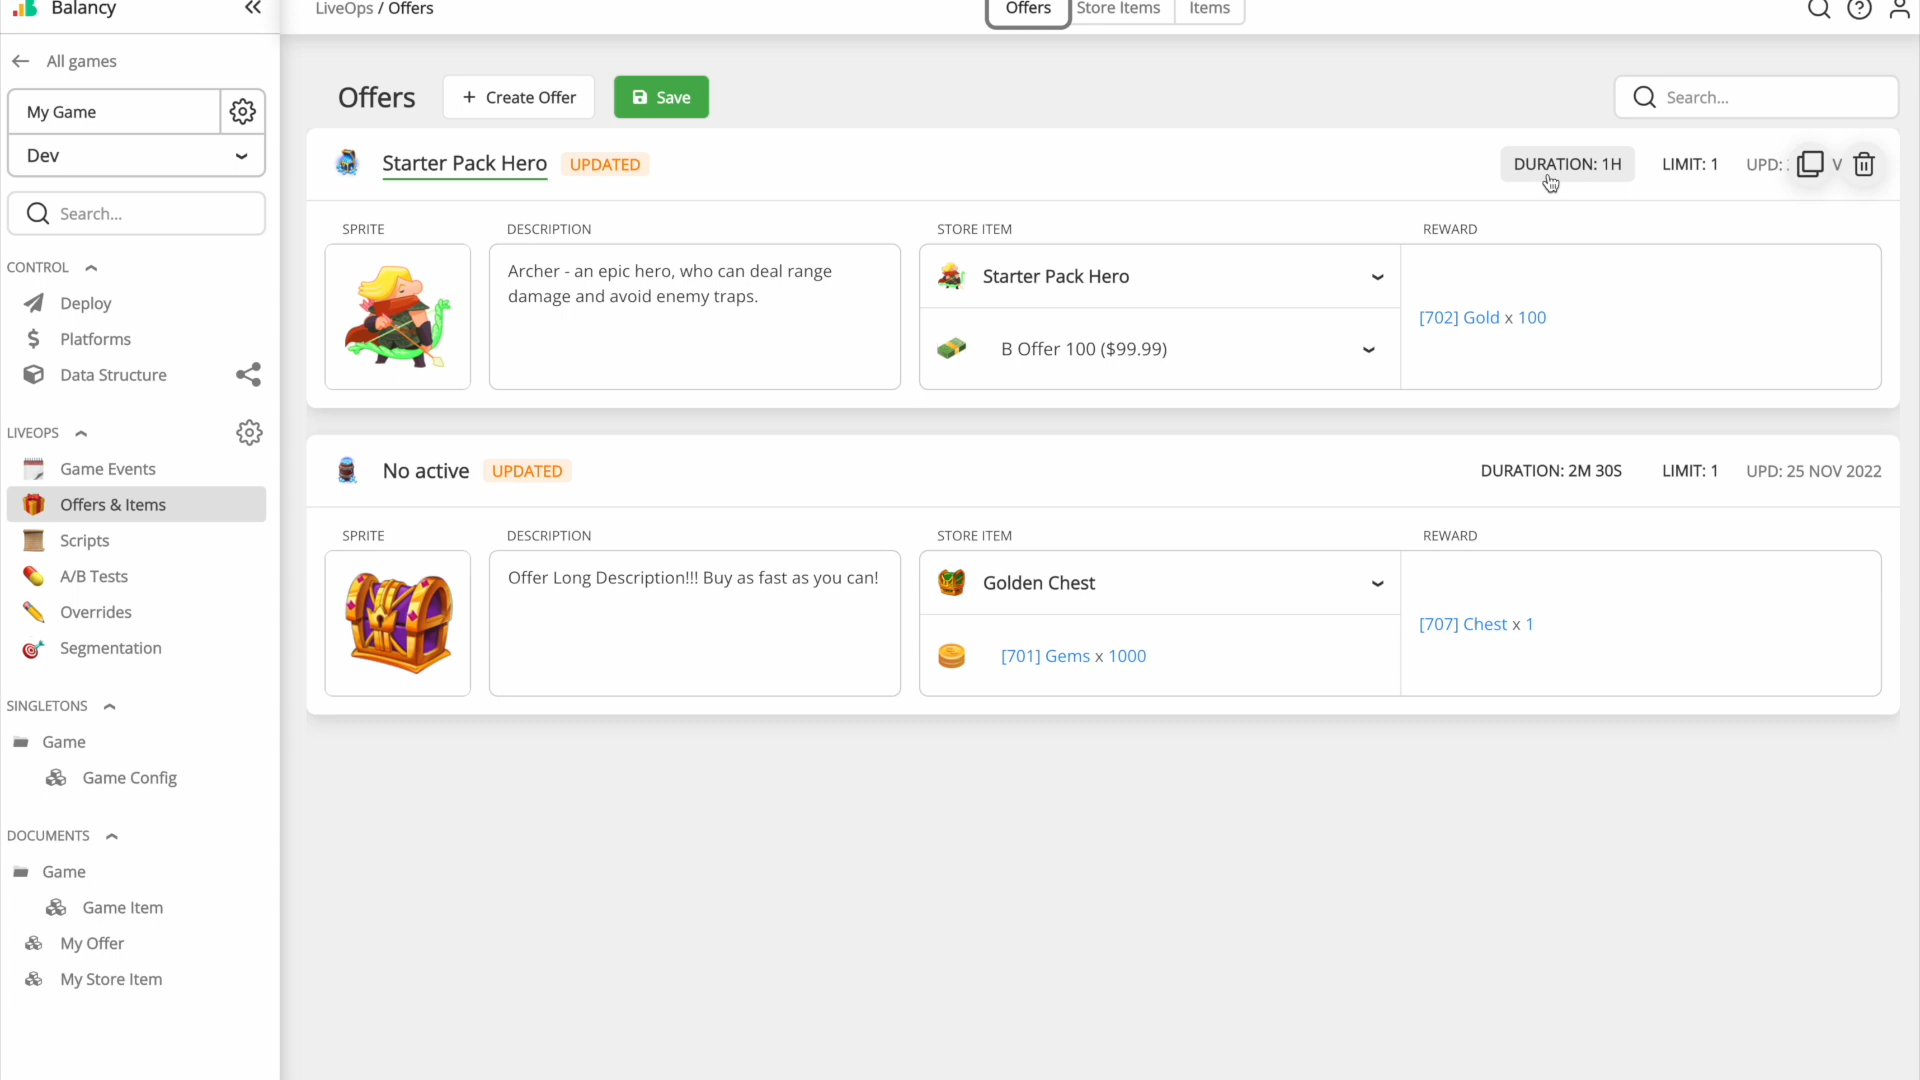 Balancy
LiveOps / Offers
Offers
Store Items
Items
All games
My Game
Dev
Search...
CONTROL
Deploy
Platforms
Data Structure
LIVEOPS
Game Events
Offers & Items
Scripts
A/B Tests
Overrides
Segmentation
SINGLETONS
Game
Game Config
DOCUMENTS
Game
Game Item
My Offer
My Store Item
Offers
+ Create Offer
Save
Search...
Starter Pack Hero
UPDATED
DURATION: 1H
LIMIT: 1
UPD:
SPRITE
DESCRIPTION
STORE ITEM
REWARD
Archer - an epic hero, who can deal range
damage and avoid enemy traps.
Starter Pack Hero
B Offer 100 ($99.99)
[702] Gold x 100
No active
UPDATED
DURATION: 2M 30S
LIMIT: 1
UPD: 25 NOV 2022
SPRITE
DESCRIPTION
STORE ITEM
REWARD
Offer Long Description!!! Buy as fast as you can!
Golden Chest
[701] Gems x 1000
[707] Chest x 1